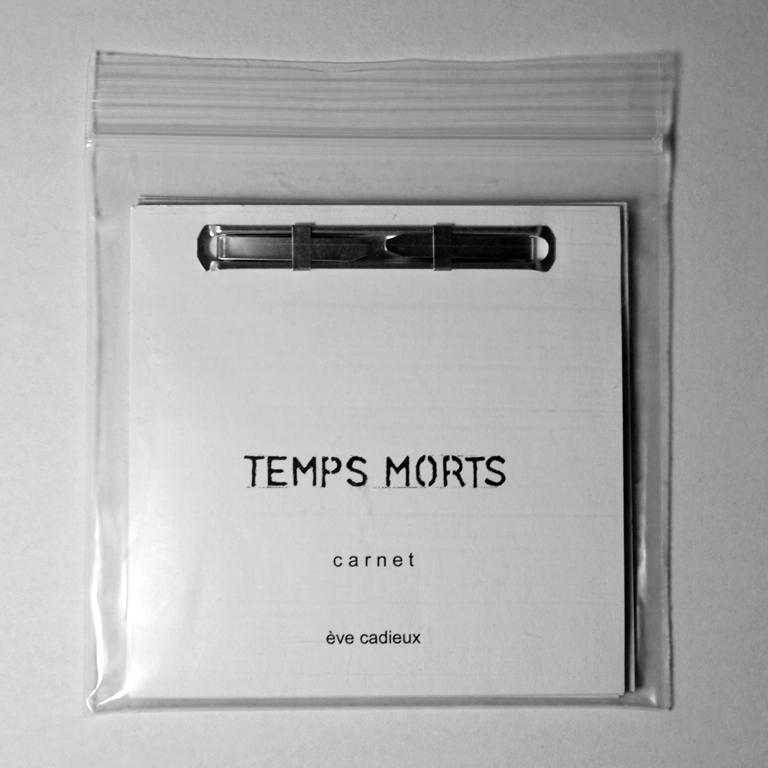 TEMPS MORTS
carnet
ève cadieux